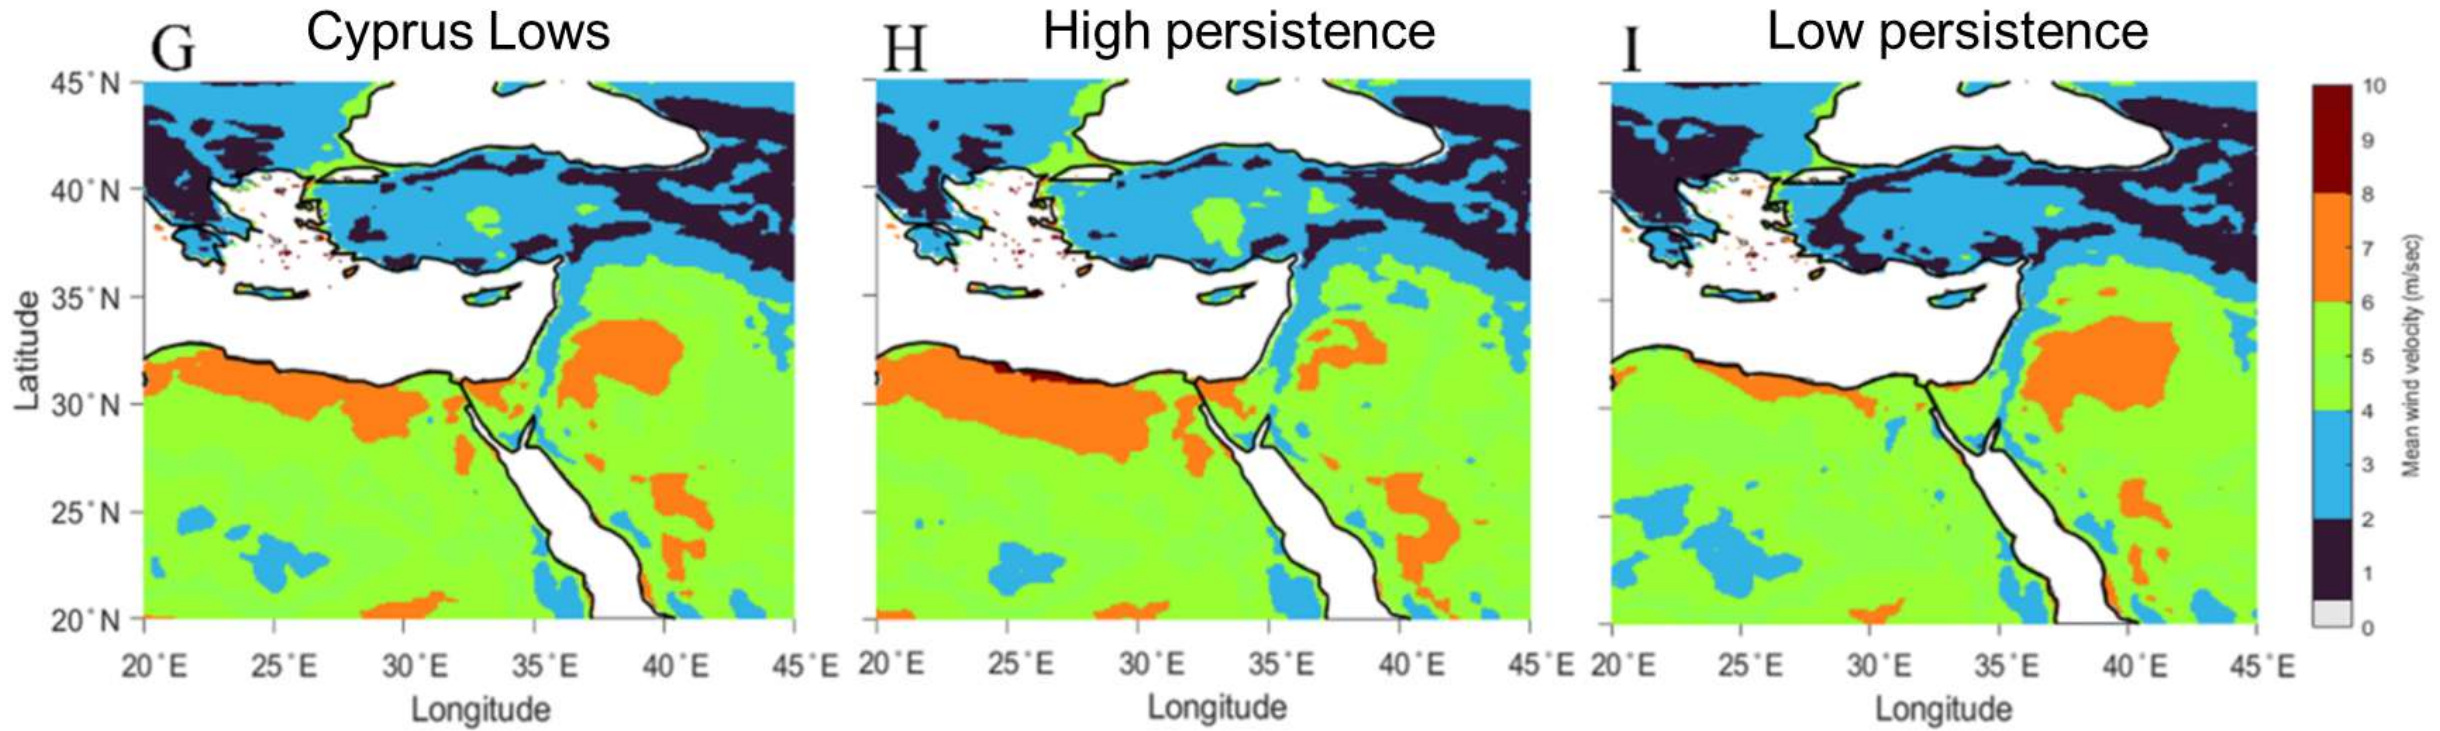 G Cyprus Lows
H High persistence
I Low persistence
45°N
40°N
35°N
30°N
25°N
20°N
Latitude
20°E 25°E 30°E 35°E 40°E 45°E
Longitude
20°E 25°E 30°E 35°E 40°E 45°E
Longitude
20°E 25°E 30°E 35°E 40°E 45°E
Longitude
10
9
8
7
6
5
4
3
2
1
0
Mean wind velocity (m/sec)